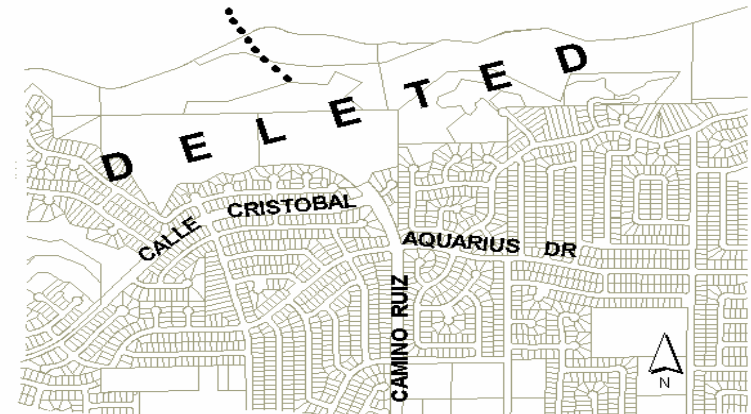 DELETED
CALLE CRISTOBAL
AQUARIUS DR
CAMINO RUIZ
N